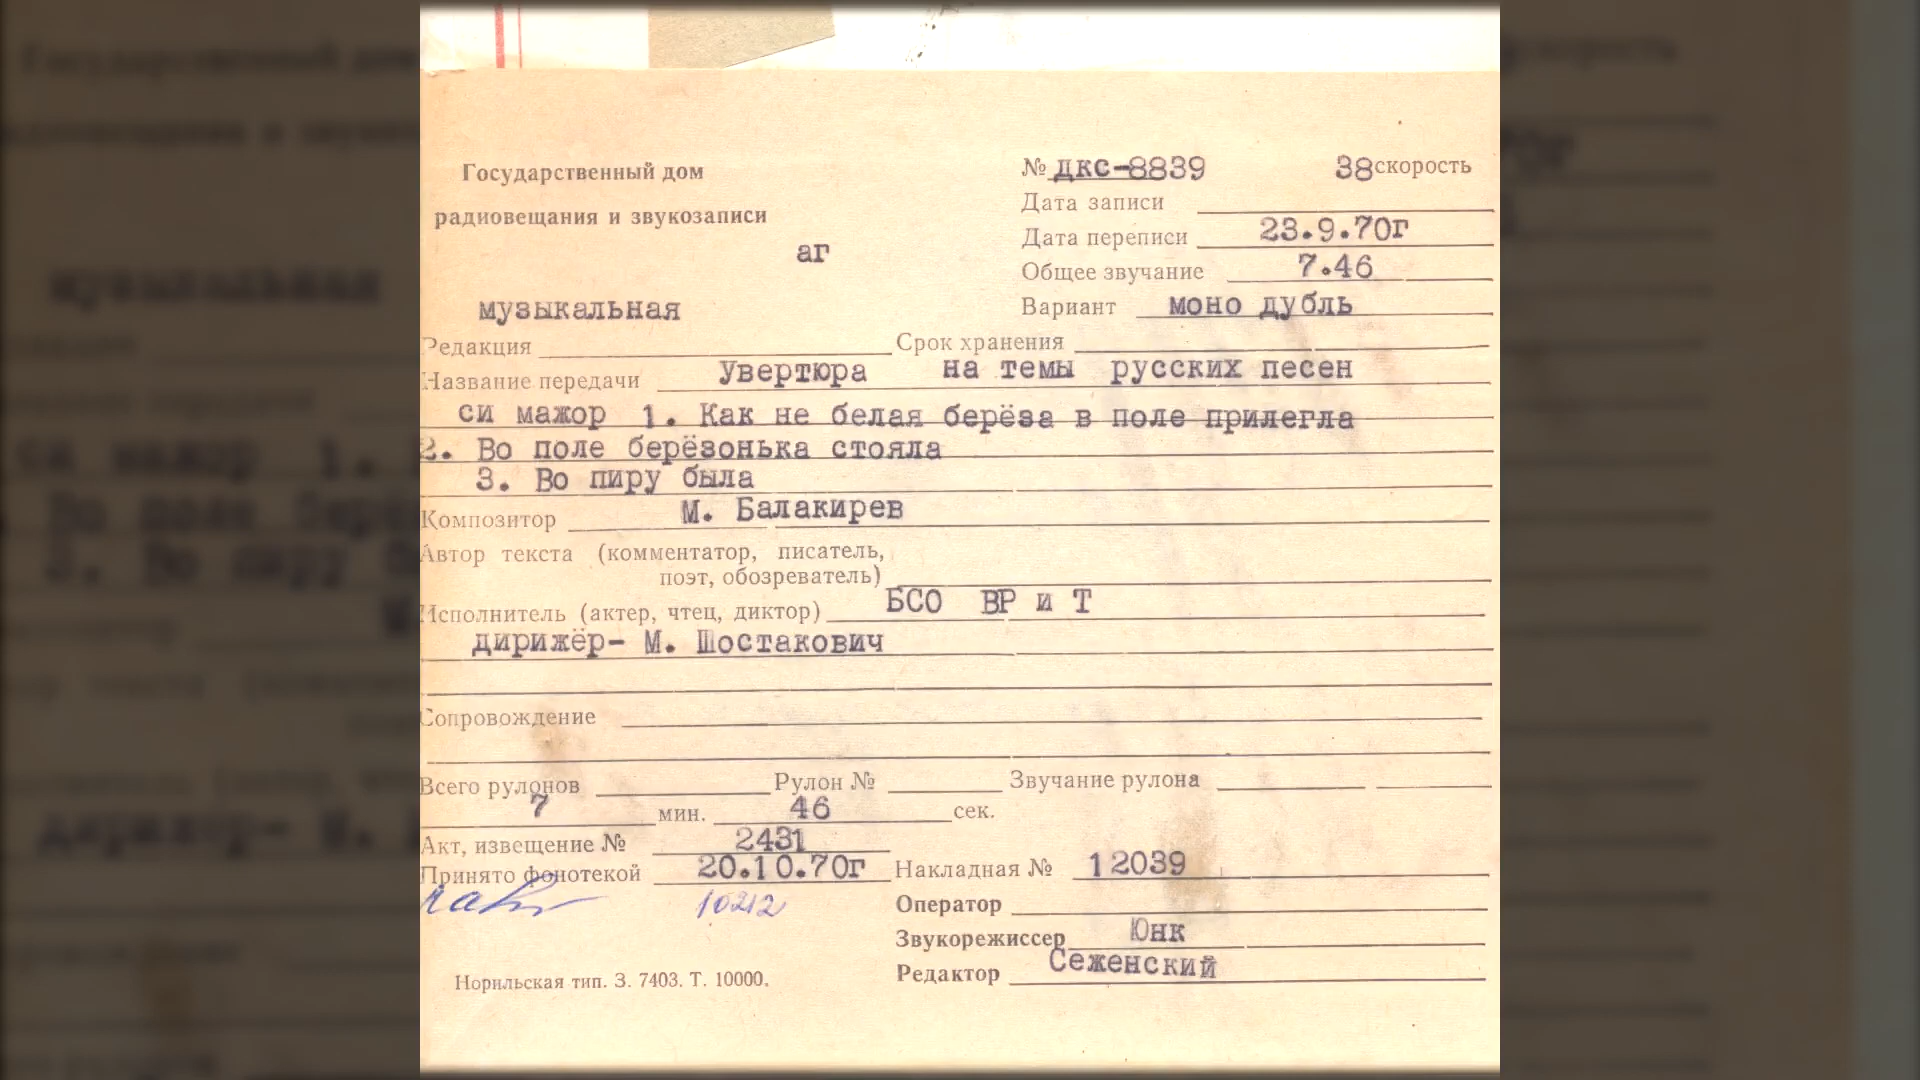 Государственный дом
радиовещания и звукозаписи
аг
№ ДКС-8839 38 скорость
Дата записи
Дата переписи 23.9.70г
Общее звучание 7.46
Вариант моно дубль
музыкальная
Редакция Срок хранения
Название передачи Увертюра на темы русских песен
си мажор 1. Как не белая берёза в поле прилегла
2. Во поле берёзонька стояла
3. Во пиру была
Композитор М. Балакирев
Автор текста (комментатор, писатель,
поэт, обозреватель)
Исполнитель (актер, чтец, диктор) БСО ВР и Т
дирижёр- М. Шостакович
Сопровождение
Всего рулонов Рулон № Звучание рулона
7 мин. 46 сек.
Акт, извещение № 2431
Принято фонотекой 20.10.70г Накладная № 12039
10212
Оператор
Звукорежиссер Юнк
Редактор Сеженский
Норильская тип. З. 7403. Т. 10000.